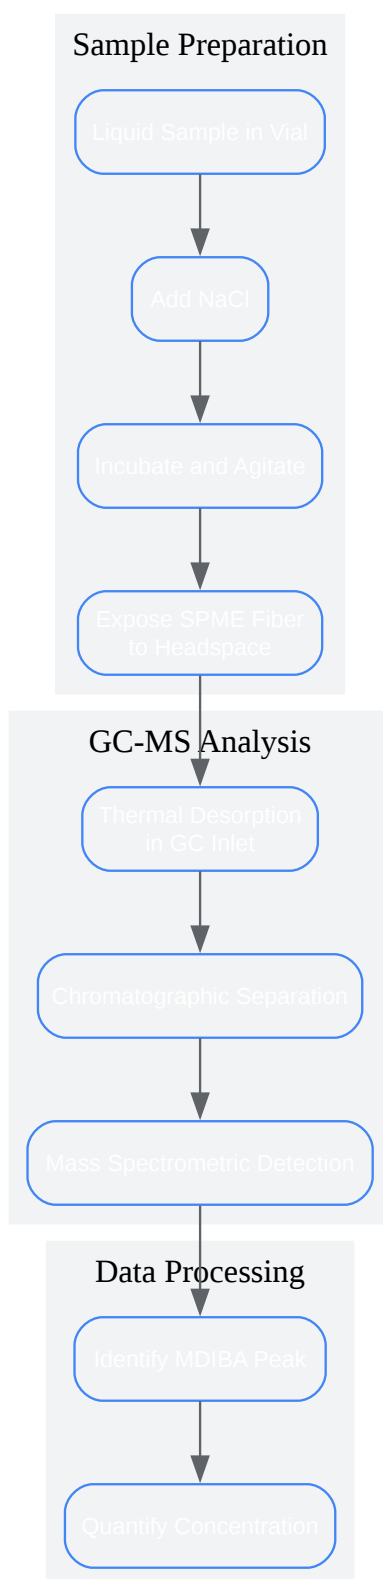 Sample Preparation
Liquid Sample in Vial
Add NaCl
Incubate and Agitate
Expose SPME Fiber
to Headspace
GC-MS Analysis
Thermal Desorption
in GC Inlet
Chromatographic Separation
Mass Spectrometric Detection
Data Processing
Identify MDIBA Peak
Quantify Concentration